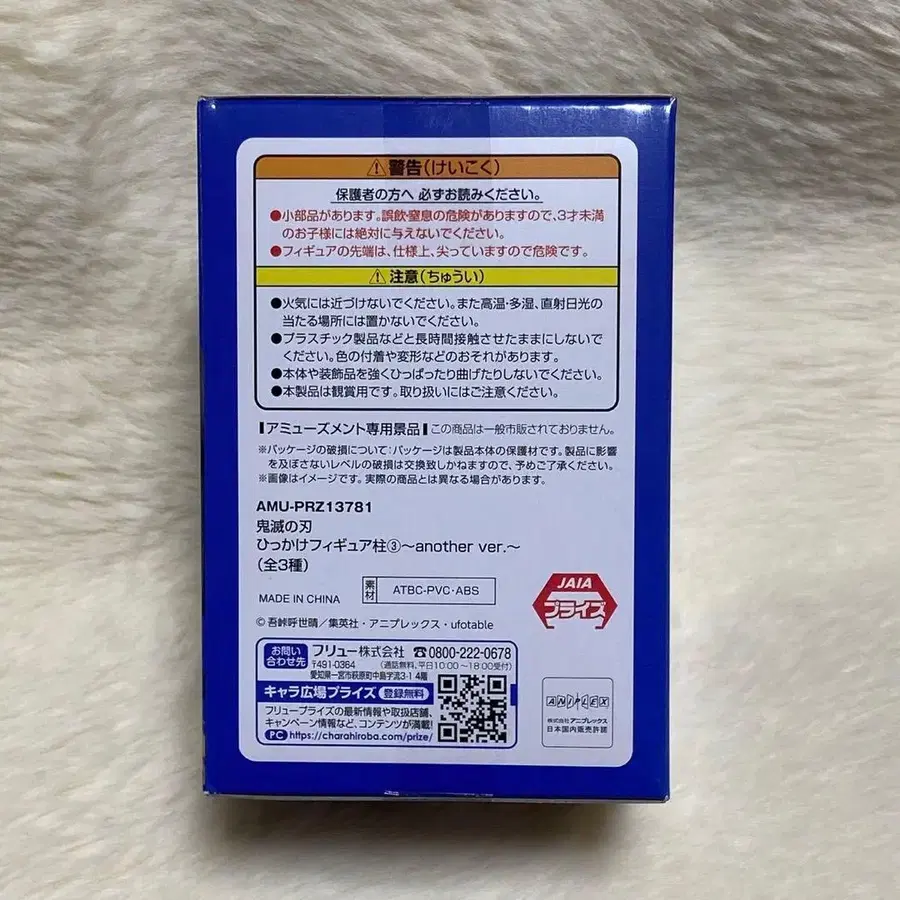 ⚠警告(けいこく)
保護者の方へ 必ずお読みください。
●小部品があります。誤飲・窒息の危険がありますので、3才未満
のお子様には絶対に与えないでください。
●フィギュアの先端は、仕様上、尖っていますので危険です。
⚠注意(ちゅうい)
●火気には近づけないでください。また高温・多湿、直射日光の
当たる場所には置かないでください。
●プラスチック製品などと長時間接触させたままにしないで
ください。色の付着や変形などのおそれがあります。
●本体や装飾品を強くひっぱったり曲げたりしないでください。
●本製品は観賞用です。取り扱いにはご注意ください。
アミューズメント専用景品 この商品は一般市販されておりません。
※パッケージの破損について:パッケージは製品本体の保護材です。製品に影響
を及ぼさないレベルの破損は交換致しかねますので、予めご了承ください。
※画像はイメージです。実際の商品とは異なる場合があります。
AMU-PRZ13781
鬼滅の刃
ひっかけフィギュア柱③〜another ver.〜
(全3種)
MADE IN CHINA
素材 ATBC-PVC・ABS
JAIA
プライズ
©吾峠呼世晴/集英社・アニプレックス・ufotable
お問い合わせ先 フリュー株式会社 ☎0800-222-0678
〒491-0364 (通話無料、平日10:00〜18:00受付)
愛知県一宮市萩原町中島字流3-1 4階
キャラ広場プライズ 登録無料
フリュープライズの最新情報や取扱店舗、
キャンペーン情報など、コンテンツが満載!
PC https://charahiroba.com/prize/
ANIPLEX
株式会社アニプレックス
日本国内販売許諾